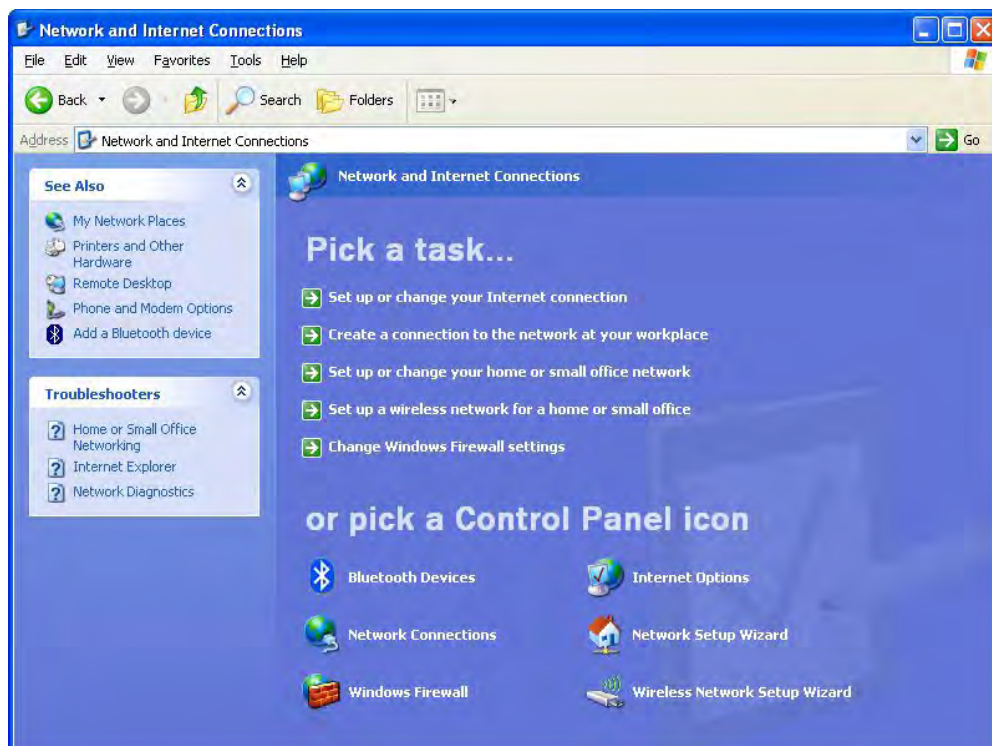 Network and Internet Connections
File Edit View Favorites Tools Help
Back Search Folders
Address Network and Internet Connections Go
See Also
My Network Places
Printers and Other
Hardware
Remote Desktop
Phone and Modem Options
Add a Bluetooth device
Troubleshooters
Home or Small Office
Networking
Internet Explorer
Network Diagnostics
Network and Internet Connections
Pick a task...
Set up or change your Internet connection
Create a connection to the network at your workplace
Set up or change your home or small office network
Set up a wireless network for a home or small office
Change Windows Firewall settings
or pick a Control Panel icon
Bluetooth Devices Internet Options
Network Connections Network Setup Wizard
Windows Firewall Wireless Network Setup Wizard